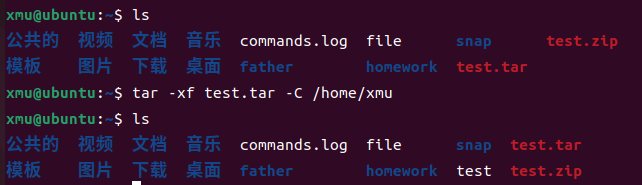 xmu@ubuntu:~$ ls
公共的 视频 文档 音乐 commands.log file snap test.zip
模板 图片 下载 桌面 father homework test.tar
xmu@ubuntu:~$ tar -xf test.tar -C /home/xmu
xmu@ubuntu:~$ ls
公共的 视频 文档 音乐 commands.log file snap test.tar
模板 图片 下载 桌面 father homework test test.zip